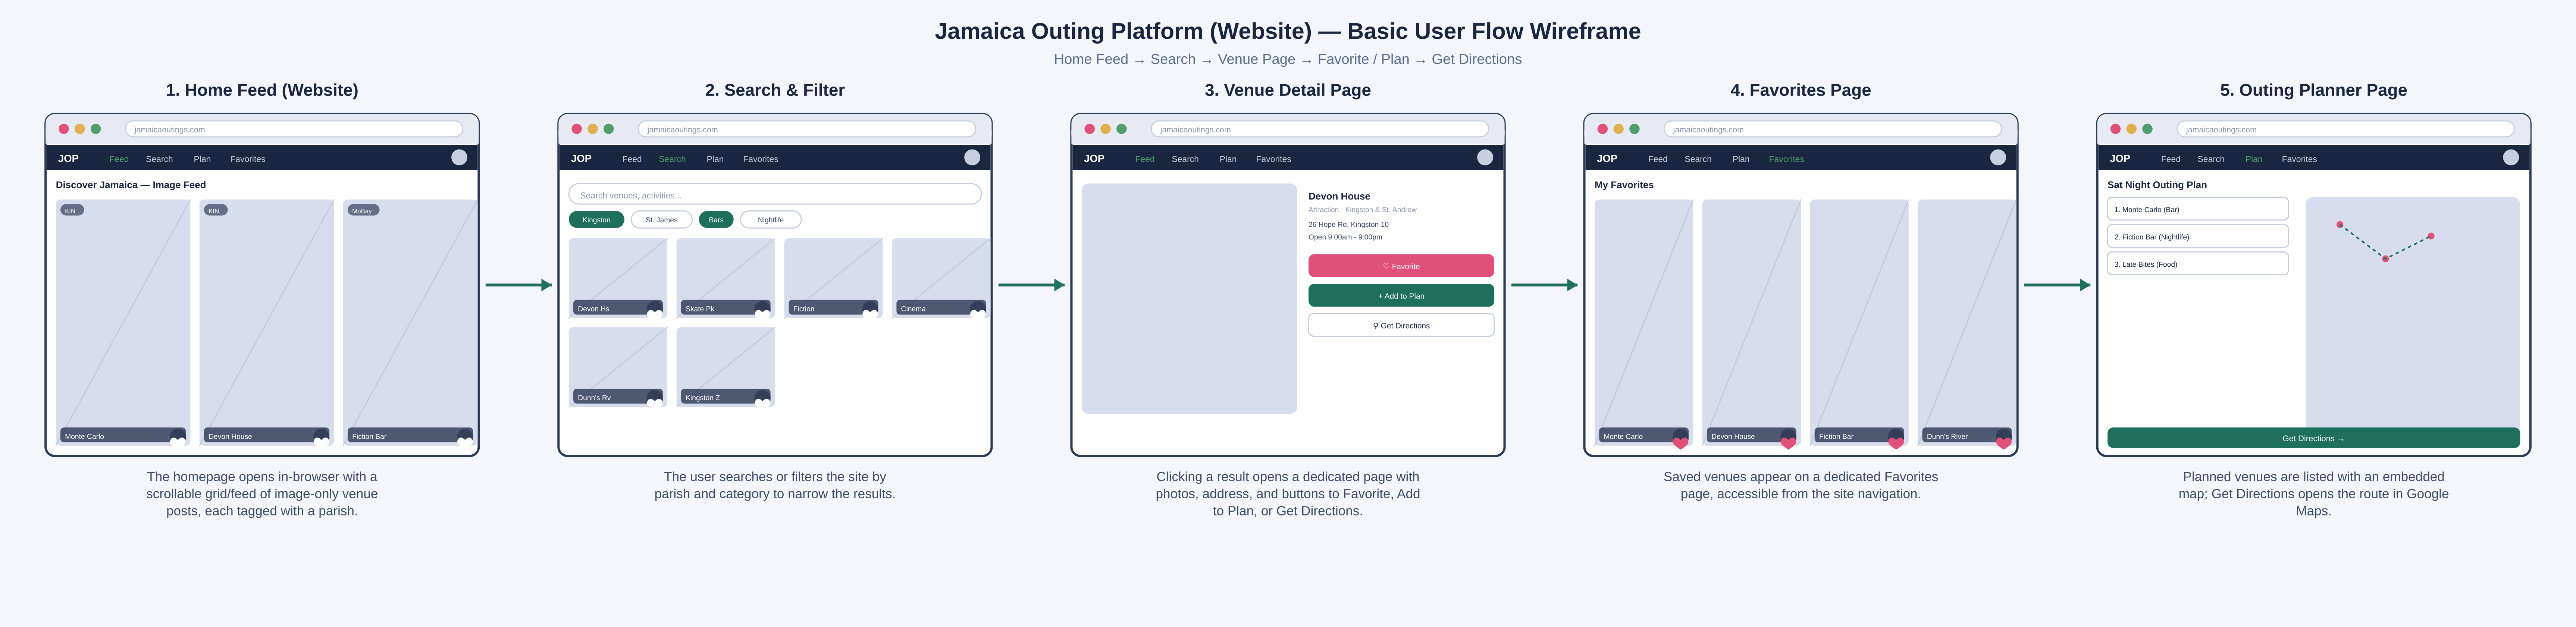 Jamaica Outing Platform (Website) — Basic User Flow Wireframe
Home Feed → Search → Venue Page → Favorite / Plan → Get Directions
1. Home Feed (Website)
jamaicaoutings.com
JOP Feed Search Plan Favorites
Discover Jamaica — Image Feed
KIN KIN MoBay
Monte Carlo Devon House Fiction Bar
The homepage opens in-browser with a
scrollable grid/feed of image-only venue
posts, each tagged with a parish.
2. Search & Filter
jamaicaoutings.com
JOP Feed Search Plan Favorites
Search venues, activities...
Kingston St. James Bars Nightlife
Devon Hs Skate Pk Fiction Cinema
Dunn's Rv Kingston Z
The user searches or filters the site by
parish and category to narrow the results.
3. Venue Detail Page
jamaicaoutings.com
JOP Feed Search Plan Favorites
Devon House
Attraction · Kingston & St. Andrew
26 Hope Rd, Kingston 10
Open 9:00am - 9:00pm
♡ Favorite
+ Add to Plan
⚲ Get Directions
Clicking a result opens a dedicated page with
photos, address, and buttons to Favorite, Add
to Plan, or Get Directions.
4. Favorites Page
jamaicaoutings.com
JOP Feed Search Plan Favorites
My Favorites
Monte Carlo Devon House Fiction Bar Dunn's River
Saved venues appear on a dedicated Favorites
page, accessible from the site navigation.
5. Outing Planner Page
jamaicaoutings.com
JOP Feed Search Plan Favorites
Sat Night Outing Plan
1. Monte Carlo (Bar)
2. Fiction Bar (Nightlife)
3. Late Bites (Food)
Get Directions →
Planned venues are listed with an embedded
map; Get Directions opens the route in Google
Maps.